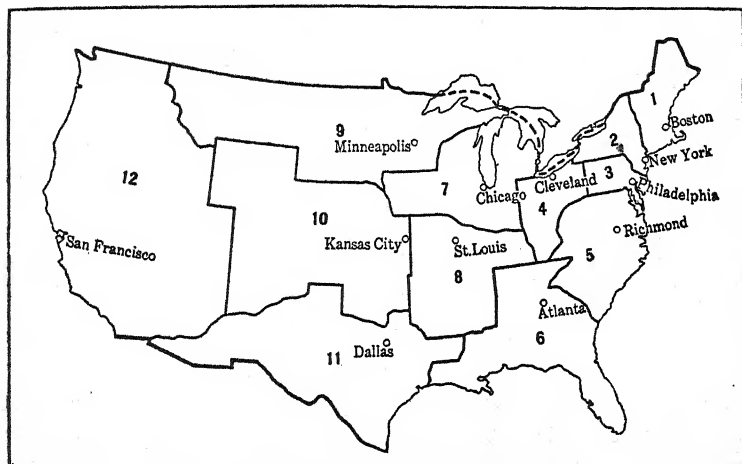 1
Boston
2
9
Minneapolis
New York
3
12
7
Philadelphia
Chicago
Cleveland
4
10
Richmond
San Francisco
Kansas City
St.Louis
5
8
Atlanta
6
Dallas
11